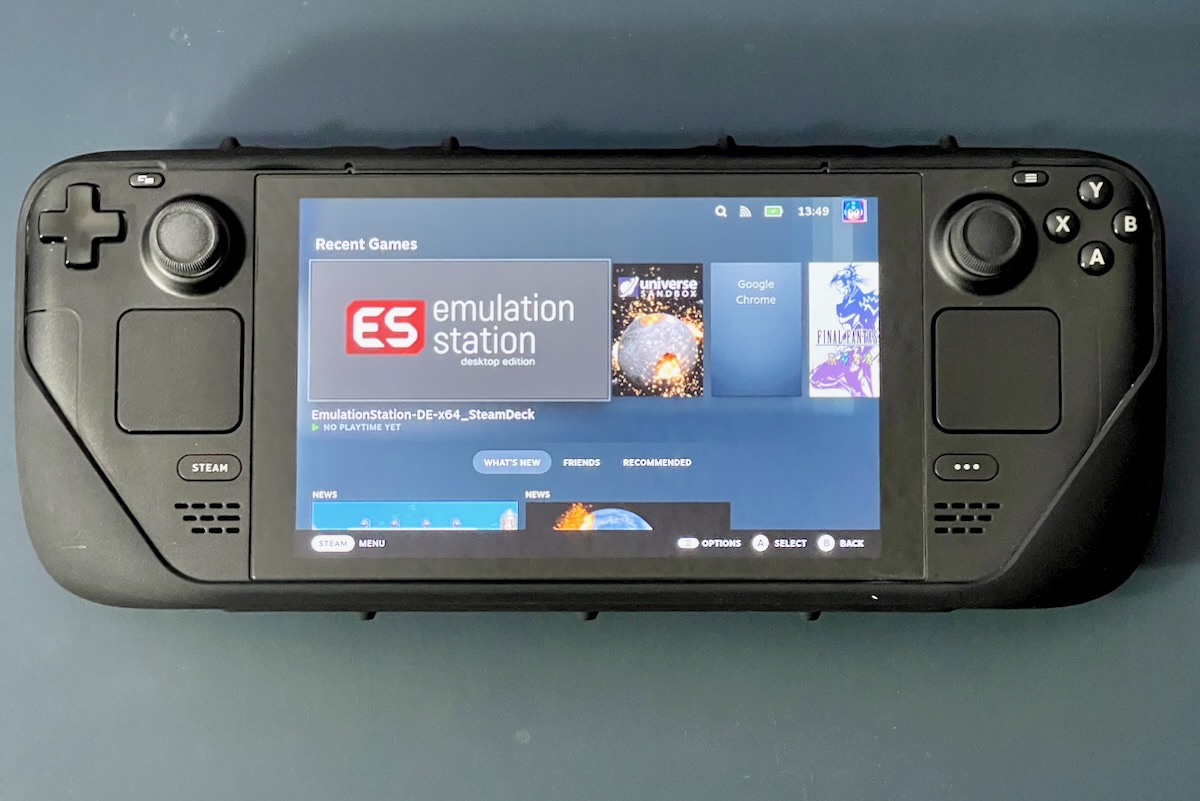 13:49
Recent Games
ES emulation
station
desktop edition
universe
SANDBOX
Google
Chrome
FINAL FANTAS
EmulationStation-DE-x64_SteamDeck
NO PLAYTIME YET
WHAT'S NEW FRIENDS RECOMMENDED
NEWS NEWS
STEAM MENU OPTIONS A SELECT B BACK
STEAM
Y
X B
A